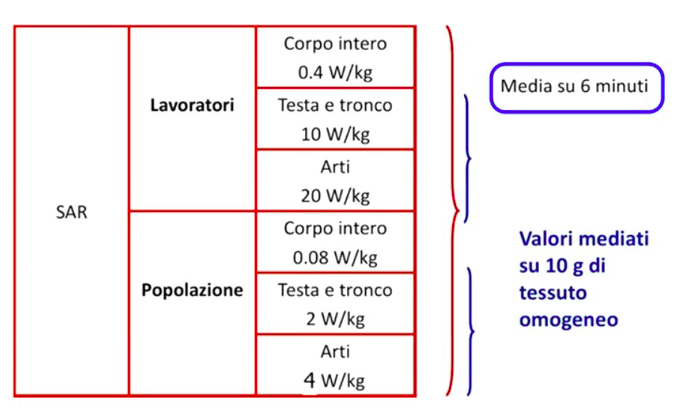 SAR
Lavoratori
Corpo intero
0.4 W/kg
Testa e tronco
10 W/kg
Arti
20 W/kg
Popolazione
Corpo intero
0.08 W/kg
Testa e tronco
2 W/kg
Arti
4 W/kg
Media su 6 minuti
Valori mediati
su 10 g di
tessuto
omogeneo